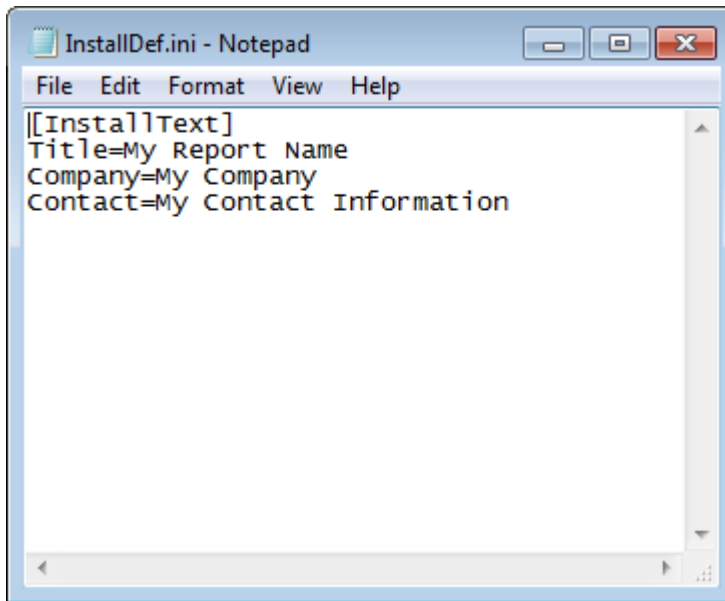 InstallDef.ini - Notepad
File Edit Format View Help
[InstallText]
Title=My Report Name
Company=My Company
Contact=My Contact Information